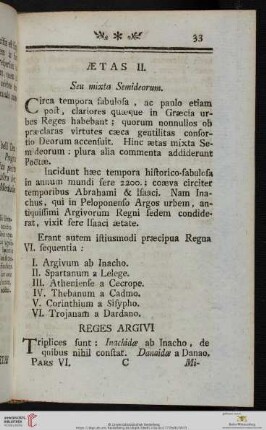 33
ÆTAS II.
Seu mixta Semideorum.
Circa tempora fabulosa, ac paulo etiam
post, clariores quæque in Græcia ur-
bes Reges habebant; quorum nonnullos ob
præclaras virtutes cæca gentilitas consor-
tio Deorum accensuit. Hinc ætas mixta Se-
mideorum: plura alia commenta addiderunt
Poëtæ.
Incidunt hæc tempora historico-fabulosa
in annum mundi fere 2200.; coæva circiter
temporibus Abrahami & Isaaci. Nam Ina-
chus, qui in Peloponeso Argos urbem, an-
tiquissimi Argivorum Regni sedem condide-
rat, vixit fere Isaaci ætate.
Erant autem istiusmodi præcipua Regna
VI. sequentia:
I. Argivum ab Inacho.
II. Spartanum a Lelege.
III. Atheniense a Cecrope.
IV. Thebanum a Cadmo.
V. Corinthium a Sisypho.
VI. Trojanum a Dardano.
REGES ARGIVI
Triplices sunt: Inachidæ ab Inacho, de
quibus nihil constat. Danaidæ a Danao.
PARS VI. C Mi-